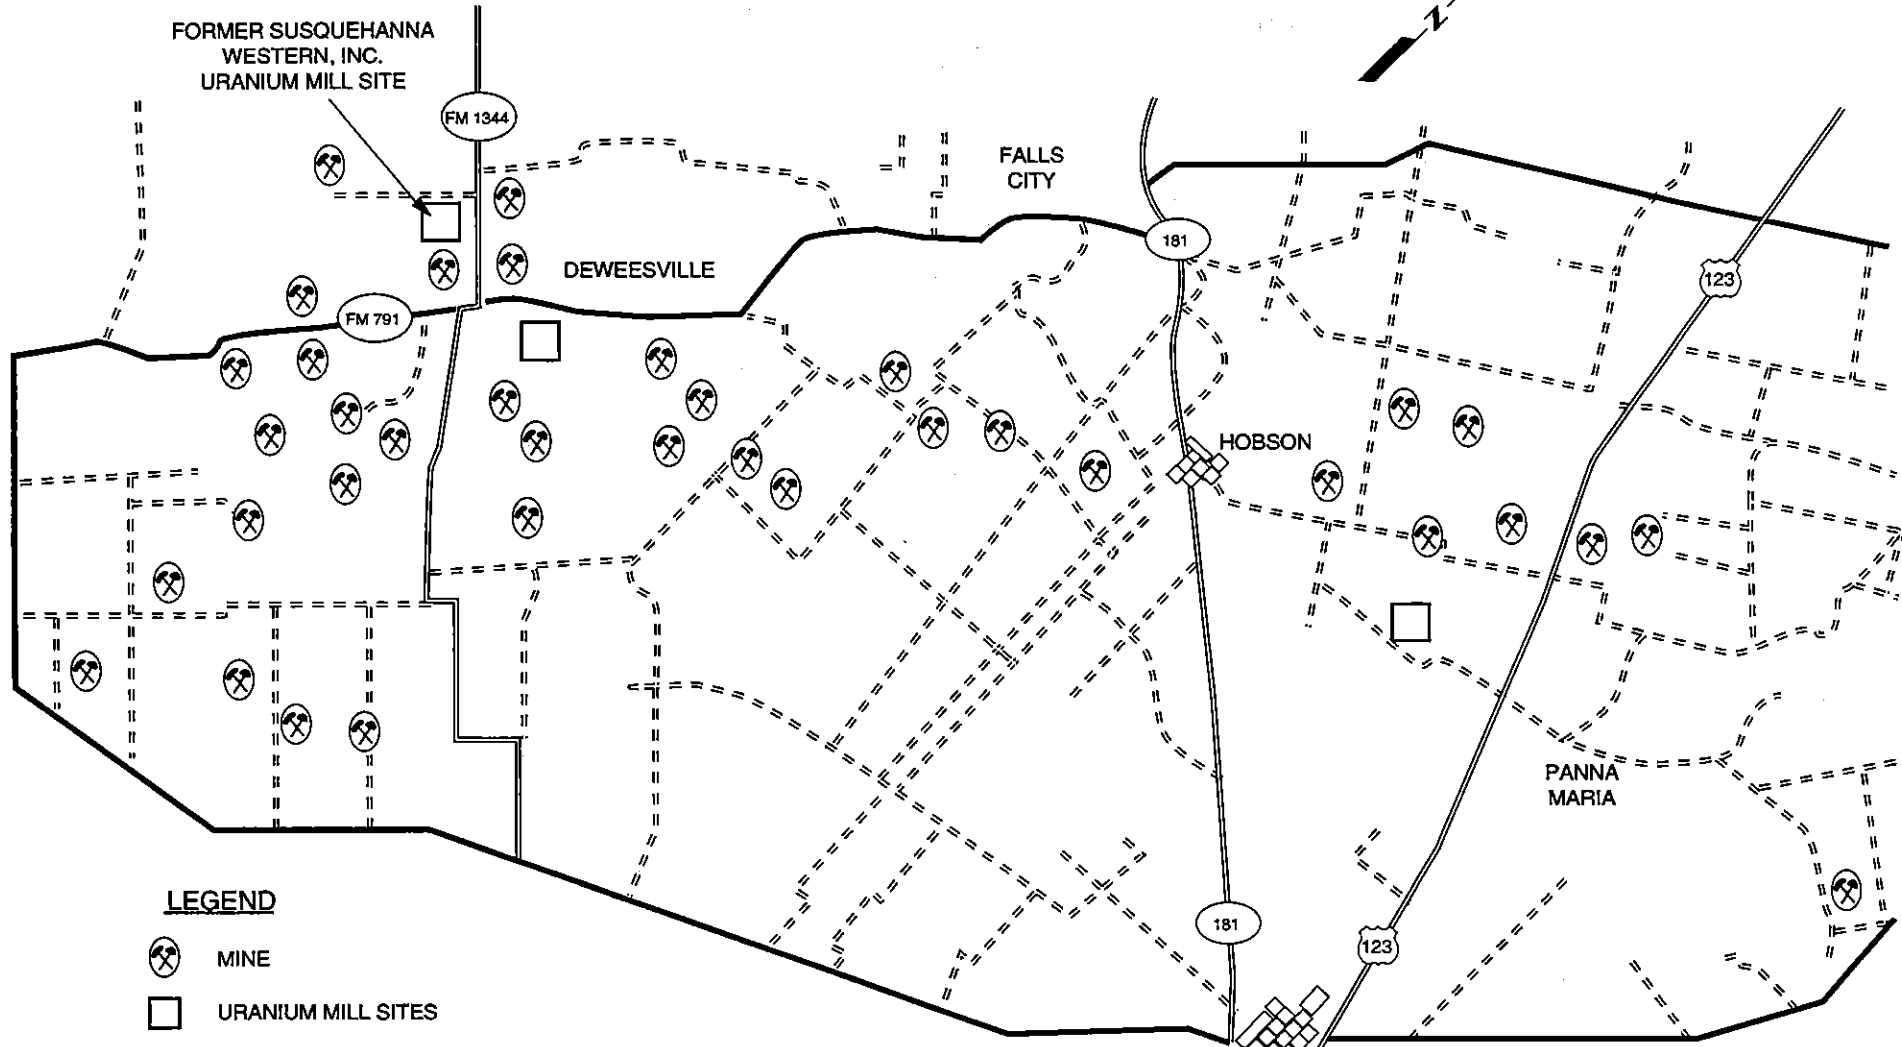 FORMER SUSQUEHANNA
WESTERN, INC.
URANIUM MILL SITE
N
FM 1344
FALLS
CITY
181
DEWEESVILLE
123
FM 791
HOBSON
PANNA
MARIA
181
123
LEGEND
MINE
URANIUM MILL SITES